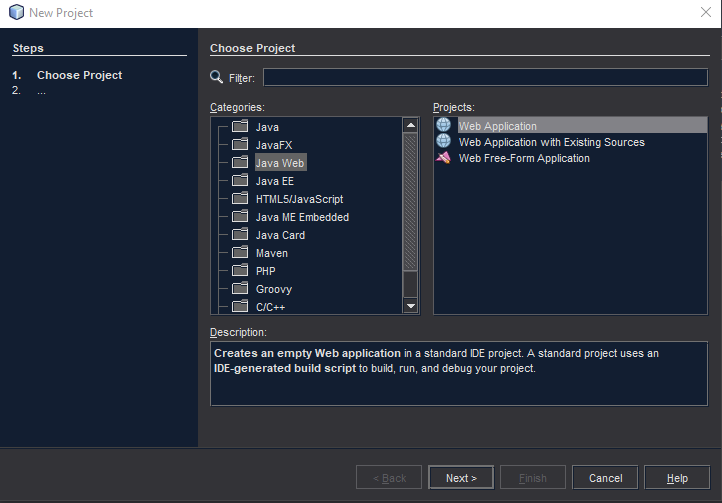 New Project
Steps
1. Choose Project
2. ...
Choose Project
Filter:
Categories:
Java
JavaFX
Java Web
Java EE
HTML5/JavaScript
Java ME Embedded
Java Card
Maven
PHP
Groovy
C/C++
Projects:
Web Application
Web Application with Existing Sources
Web Free-Form Application
Description:
Creates an empty Web application in a standard IDE project. A standard project uses an
IDE-generated build script to build, run, and debug your project.
< Back
Next >
Finish
Cancel
Help